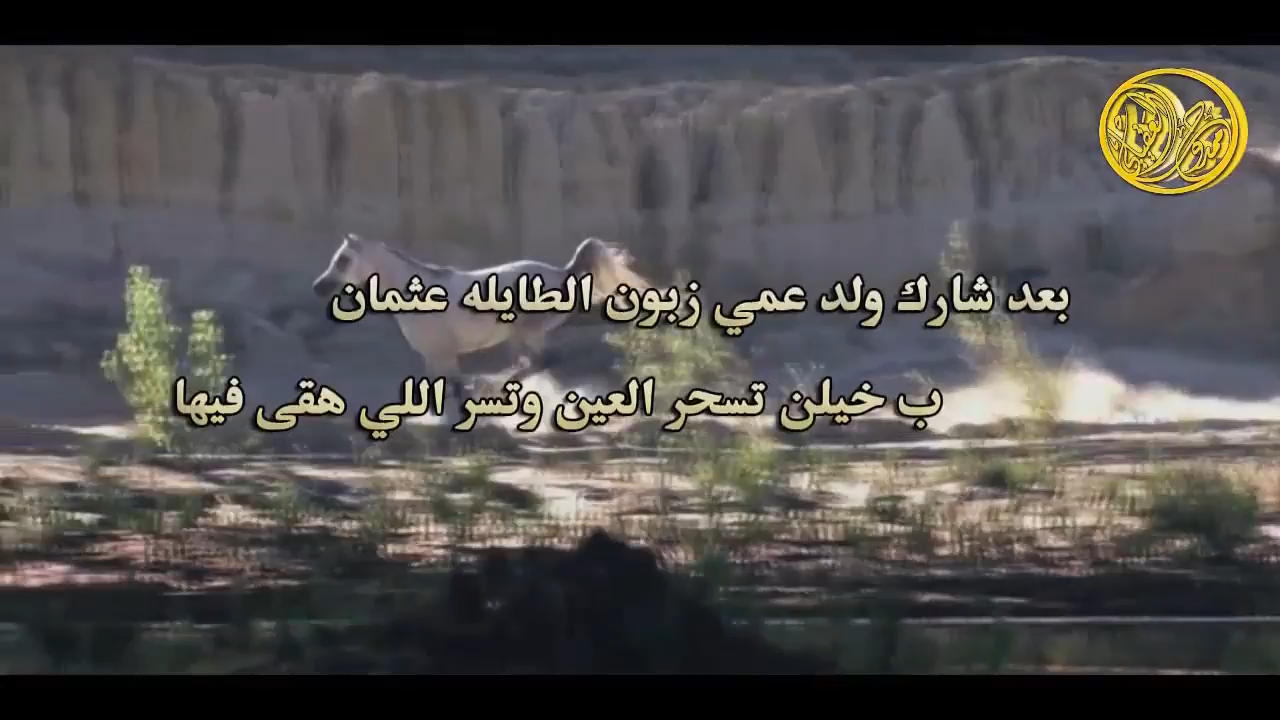 بعد شارك ولد عمي زبون الطايله عثمان
ب خيلن تسحر العين وتسر اللي هقى فيها